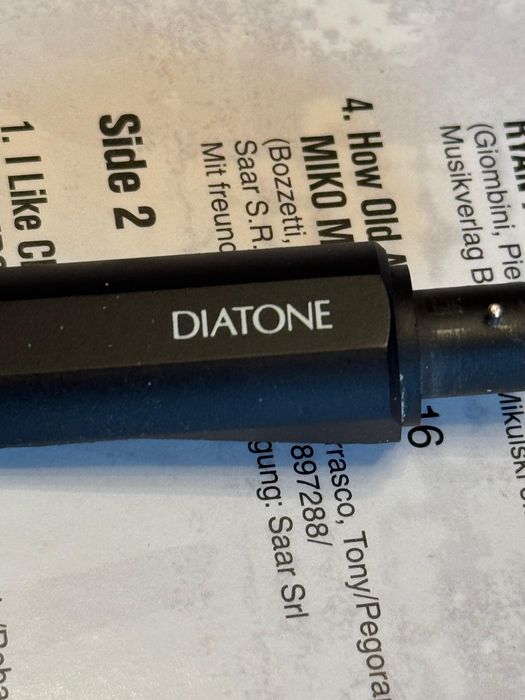 DIATONE
(Giombini, Pie
Musikverlag B
Mikulski
4. How Old
16
MIKO M
(Bozzetti,
rrasco, Tony/Pegora
Saar S.R.
897288/
Mit freund
gung: Saar Srl
Side 2
1. I Like